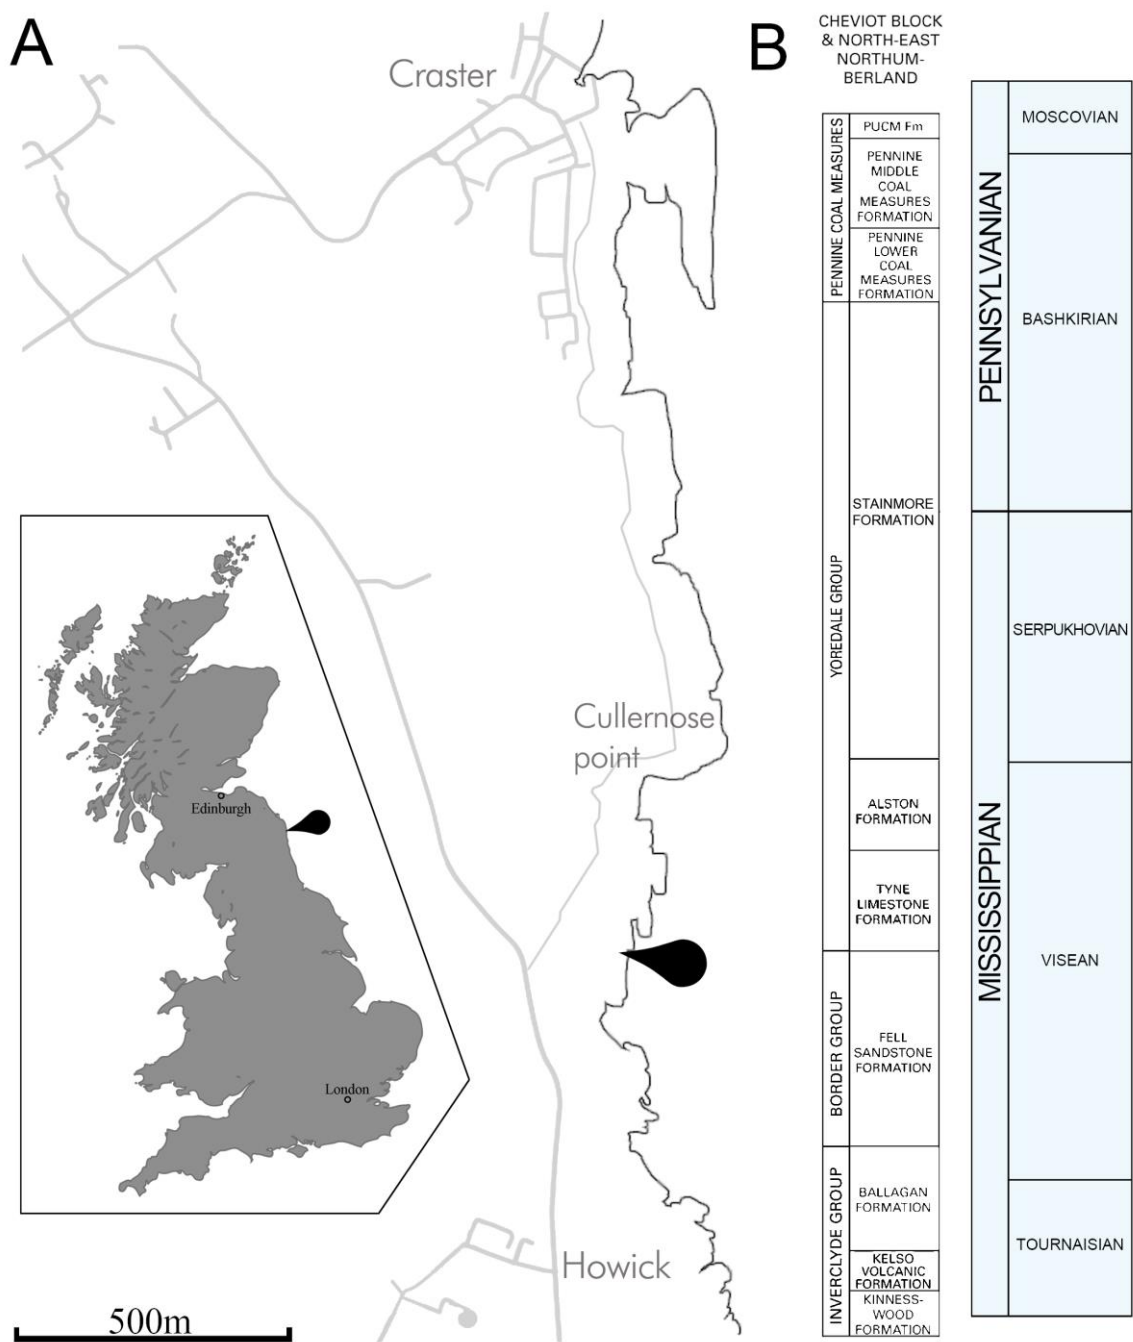 A
Craster
Cullernose
point
Howick
500m
Edinburgh
London
B
CHEVIOT BLOCK
& NORTH-EAST
NORTHUM-
BERLAND
PENNINE COAL MEASURES
PUCM Fm
PENNINE
MIDDLE
COAL
MEASURES
FORMATION
PENNINE
LOWER
COAL
MEASURES
FORMATION
YOREDALE GROUP
STAINMORE
FORMATION
ALSTON
FORMATION
TYNE
LIMESTONE
FORMATION
BORDER GROUP
FELL
SANDSTONE
FORMATION
INVERCLYDE GROUP
BALLAGAN
FORMATION
KELSO
VOLCANIC
FORMATION
KINNESS-
WOOD
FORMATION
PENNSYLVANIAN
MOSCOVIAN
BASHKIRIAN
MISSISSIPPIAN
SERPUKHOVIAN
VISEAN
TOURNAISIAN